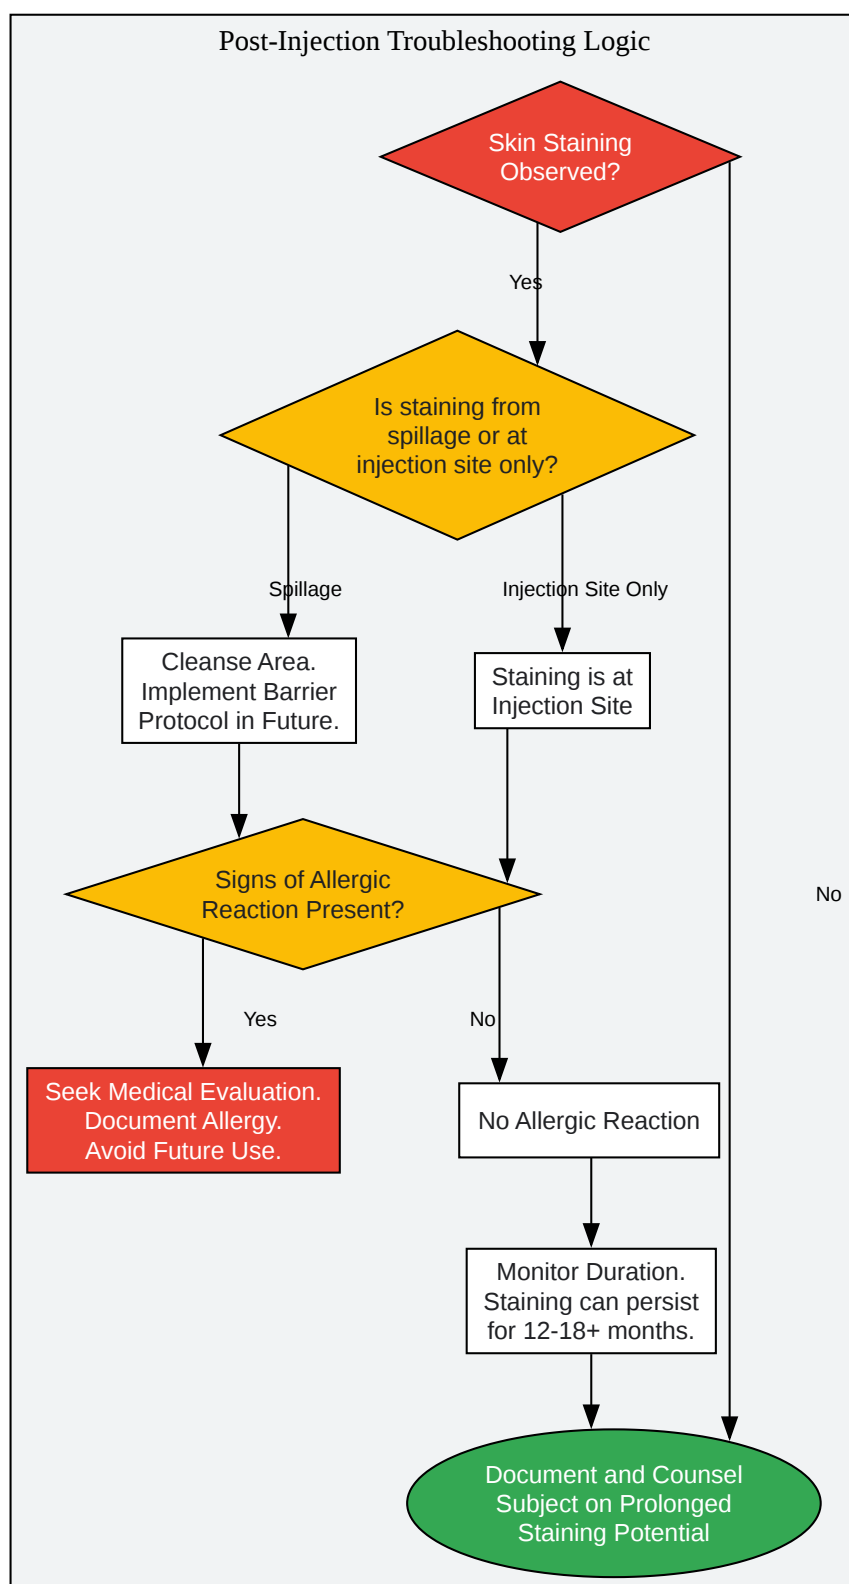 Post-Injection Troubleshooting Logic
Skin Staining
Observed?
Yes
Is staining from
spillage or at
injection site only?
Spillage
Injection Site Only
Cleanse Area.
Implement Barrier
Protocol in Future.
Staining is at
Injection Site
Signs of Allergic
Reaction Present?
No
Yes
No
Seek Medical Evaluation.
Document Allergy.
Avoid Future Use.
No Allergic Reaction
Monitor Duration.
Staining can persist
for 12-18+ months.
Document and Counsel
Subject on Prolonged
Staining Potential